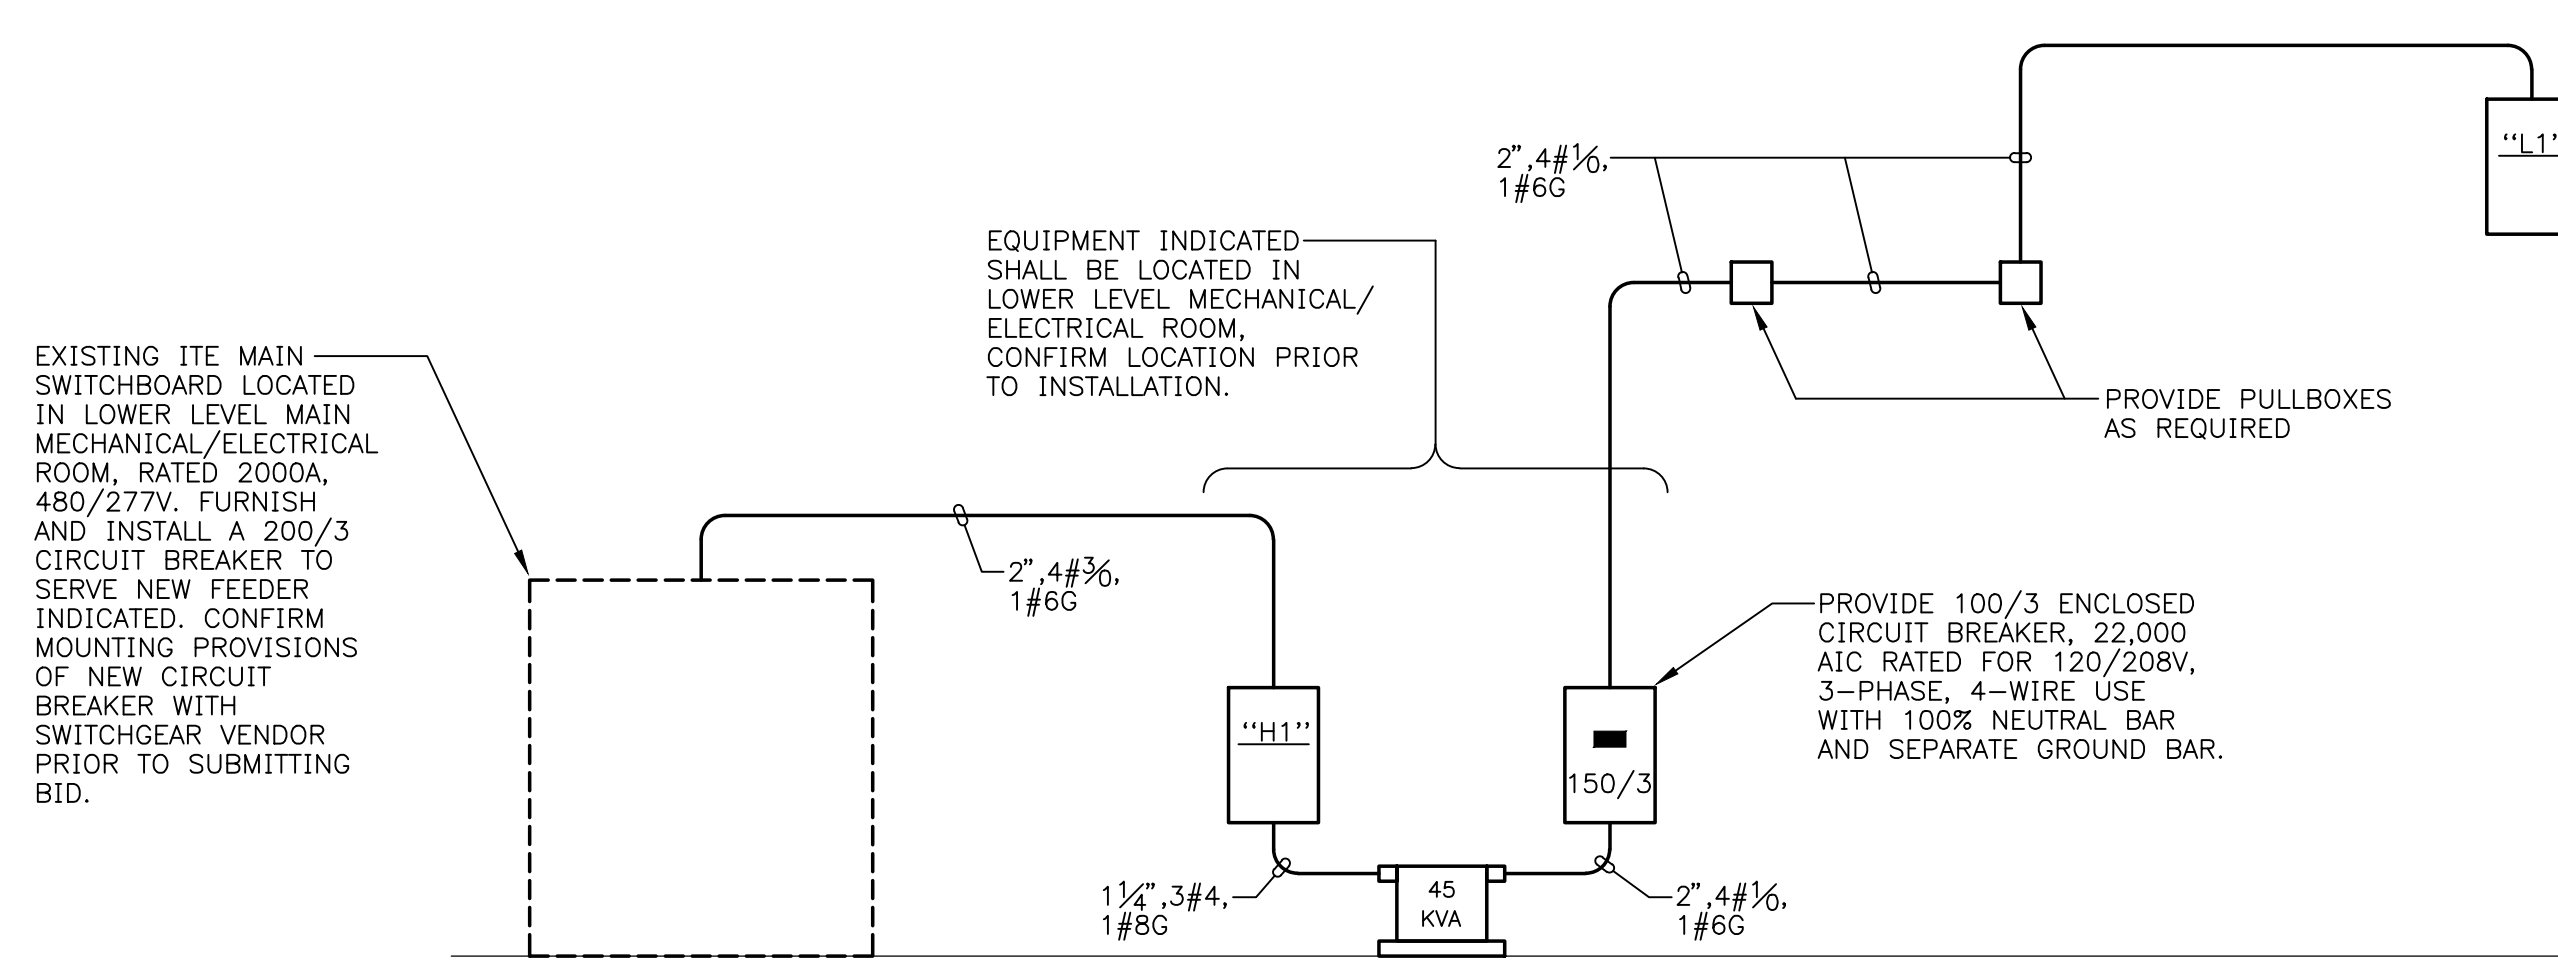 EXISTING ITE MAIN
SWITCHBOARD LOCATED
IN LOWER LEVEL MAIN
MECHANICAL/ELECTRICAL
ROOM, RATED 2000A,
480/277V. FURNISH
AND INSTALL A 200/3
CIRCUIT BREAKER TO
SERVE NEW FEEDER
INDICATED. CONFIRM
MOUNTING PROVISIONS
OF NEW CIRCUIT
BREAKER WITH
SWITCHGEAR VENDOR
PRIOR TO SUBMITTING
BID.
EQUIPMENT INDICATED
SHALL BE LOCATED IN
LOWER LEVEL MECHANICAL/
ELECTRICAL ROOM,
CONFIRM LOCATION PRIOR
TO INSTALLATION.
2",4#3/0,
1#6G
"H1"
1 1/4",3#4,
1#8G
45
KVA
2",4#1/0,
1#6G
150/3
PROVIDE 100/3 ENCLOSED
CIRCUIT BREAKER, 22,000
AIC RATED FOR 120/208V,
3-PHASE, 4-WIRE USE
WITH 100% NEUTRAL BAR
AND SEPARATE GROUND BAR.
2",4#1/0,
1#6G
PROVIDE PULLBOXES
AS REQUIRED
"L1"